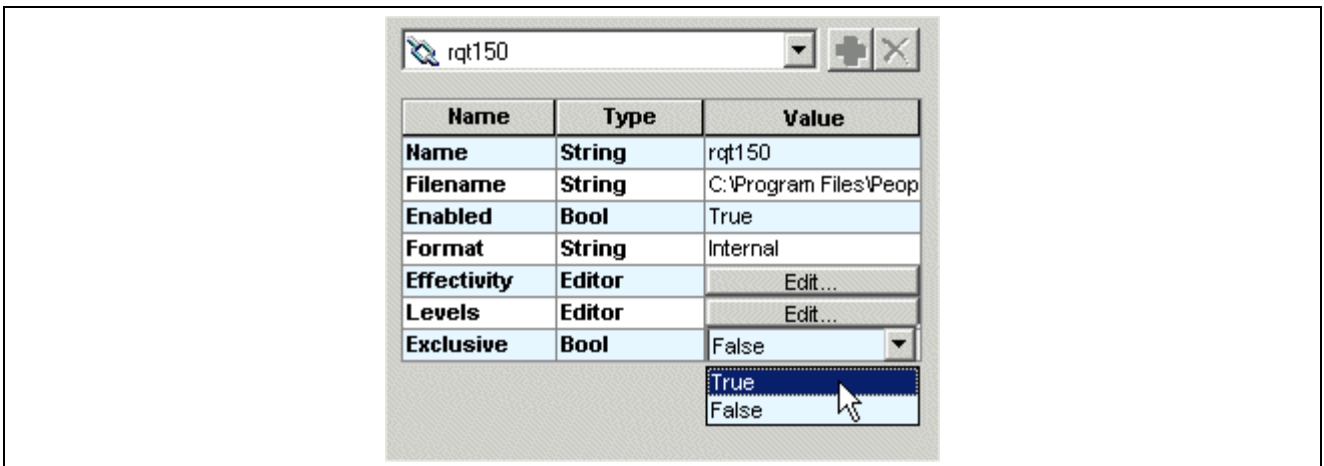 rqt150
Name Type Value
Name String rqt150
Filename String C:\Program Files\Peop
Enabled Bool True
Format String Internal
Effectivity Editor Edit...
Levels Editor Edit...
Exclusive Bool False
True
False